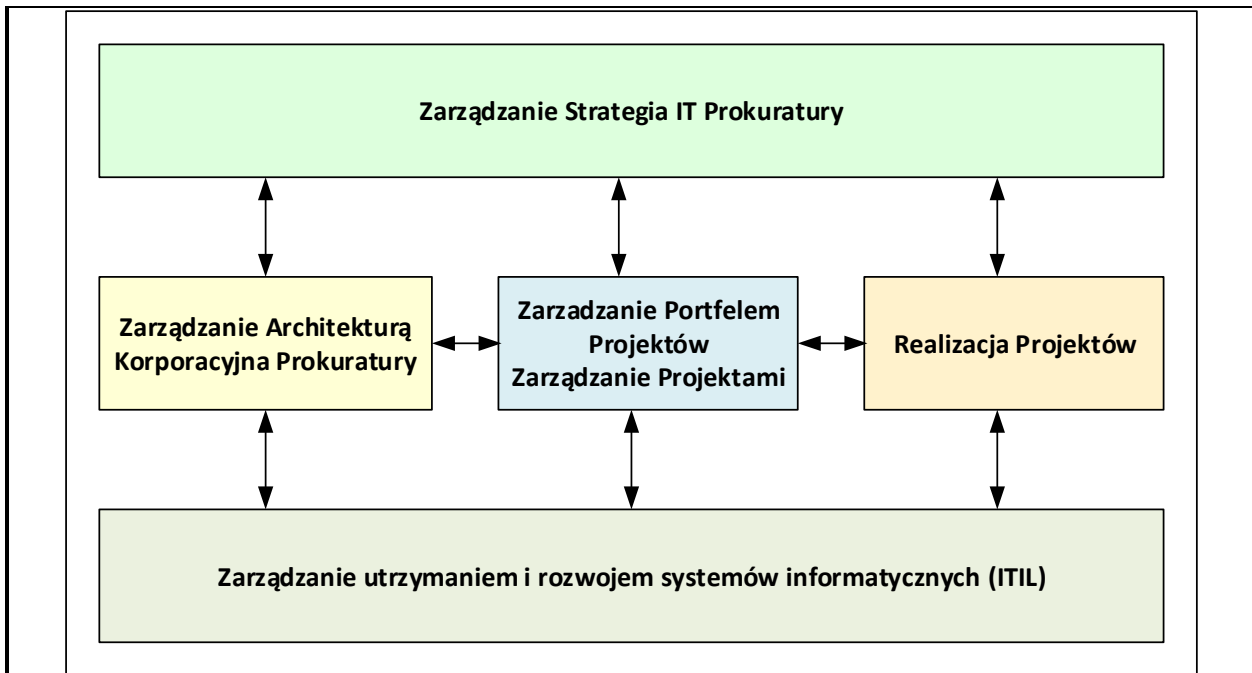 Zarządzanie Strategia IT Prokuratury
Zarządzanie Architekturą
Korporacyjna Prokuratury
Zarzadzanie Portfelem
Projektów
Zarządzanie Projektami
Realizacja Projektów
Zarządzanie utrzymaniem i rozwojem systemów informatycznych (ITIL)